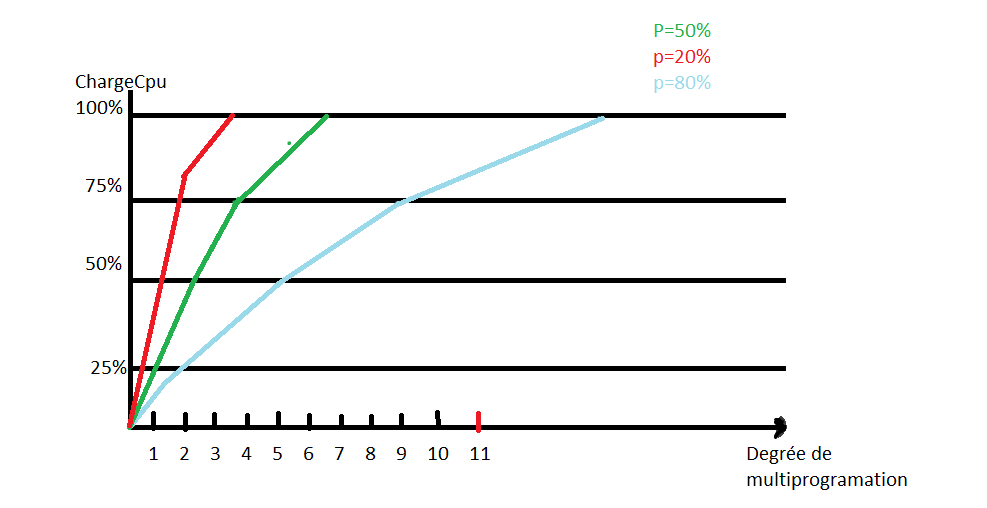 P=50%
p=20%
p=80%
ChargeCpu
100%
75%
50%
25%
1 2 3 4 5 6 7 8 9 10 11
Degrée de
multiprogramation